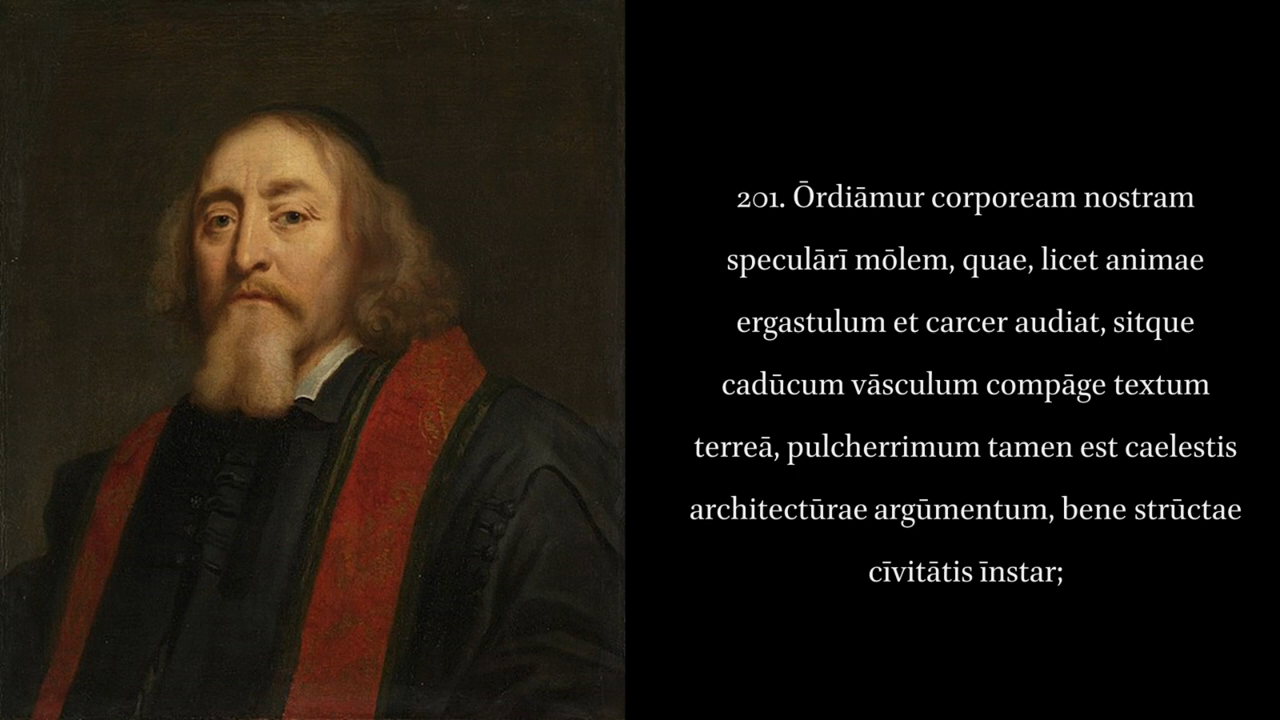 201. Ōrdiāmur corpoream nostram
speculārī mōlem, quae, licet animae
ergastulum et carcer audiat, sitque
cadūcum vāsculum compāge textum
terreā, pulcherrimum tamen est caelestis
architectūrae argūmentum, bene strūctae
cīvitātis īnstar;